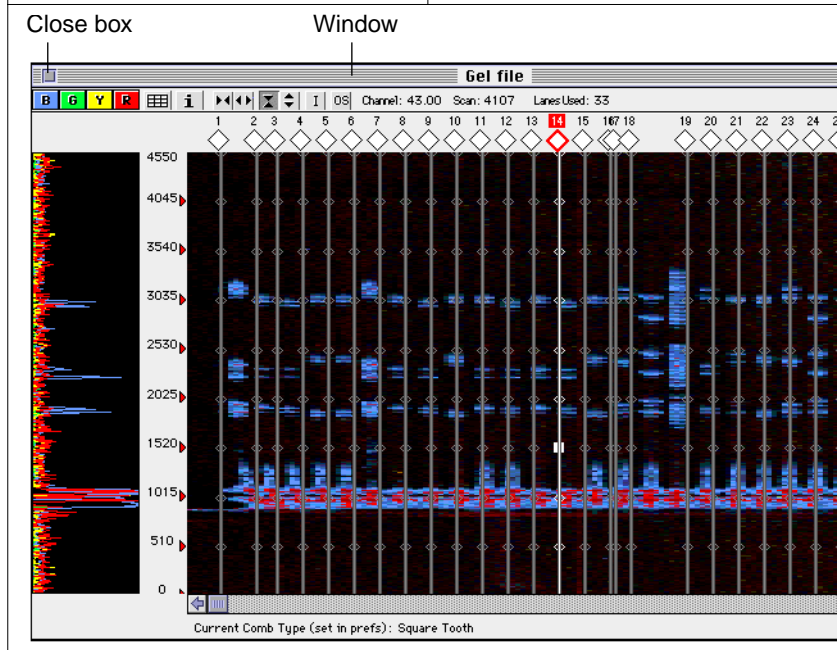 Close box Window
Gel file
B G Y R i I OS Channel: 43.00 Scan: 4107 Lanes Used: 33
1 2 3 4 5 6 7 8 9 10 11 12 13 14 15 16 17 18 19 20 21 22 23 24
4550
4045
3540
3035
2530
2025
1520
1015
510
0
Current Comb Type (set in prefs): Square Tooth